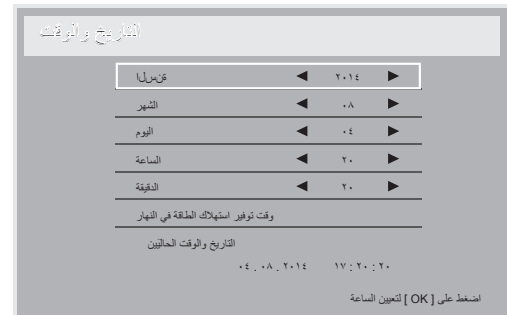 التاريخ والوقت
قنسلا ◀ ٢٠١٤ ▶
الشهر ◀ ٠٨ ▶
اليوم ◀ ٠٤ ▶
الساعة ◀ ٢٠ ▶
الدقيقة ◀ ٢٠ ▶
وقت توفير استهلاك الطاقة في النهار
التاريخ والوقت الحاليين
٠٤ . ٠٨ . ٢٠١٤ ١٧ : ٢٠ : ٢٠
اضغط على [ OK ] لتعيين الساعة